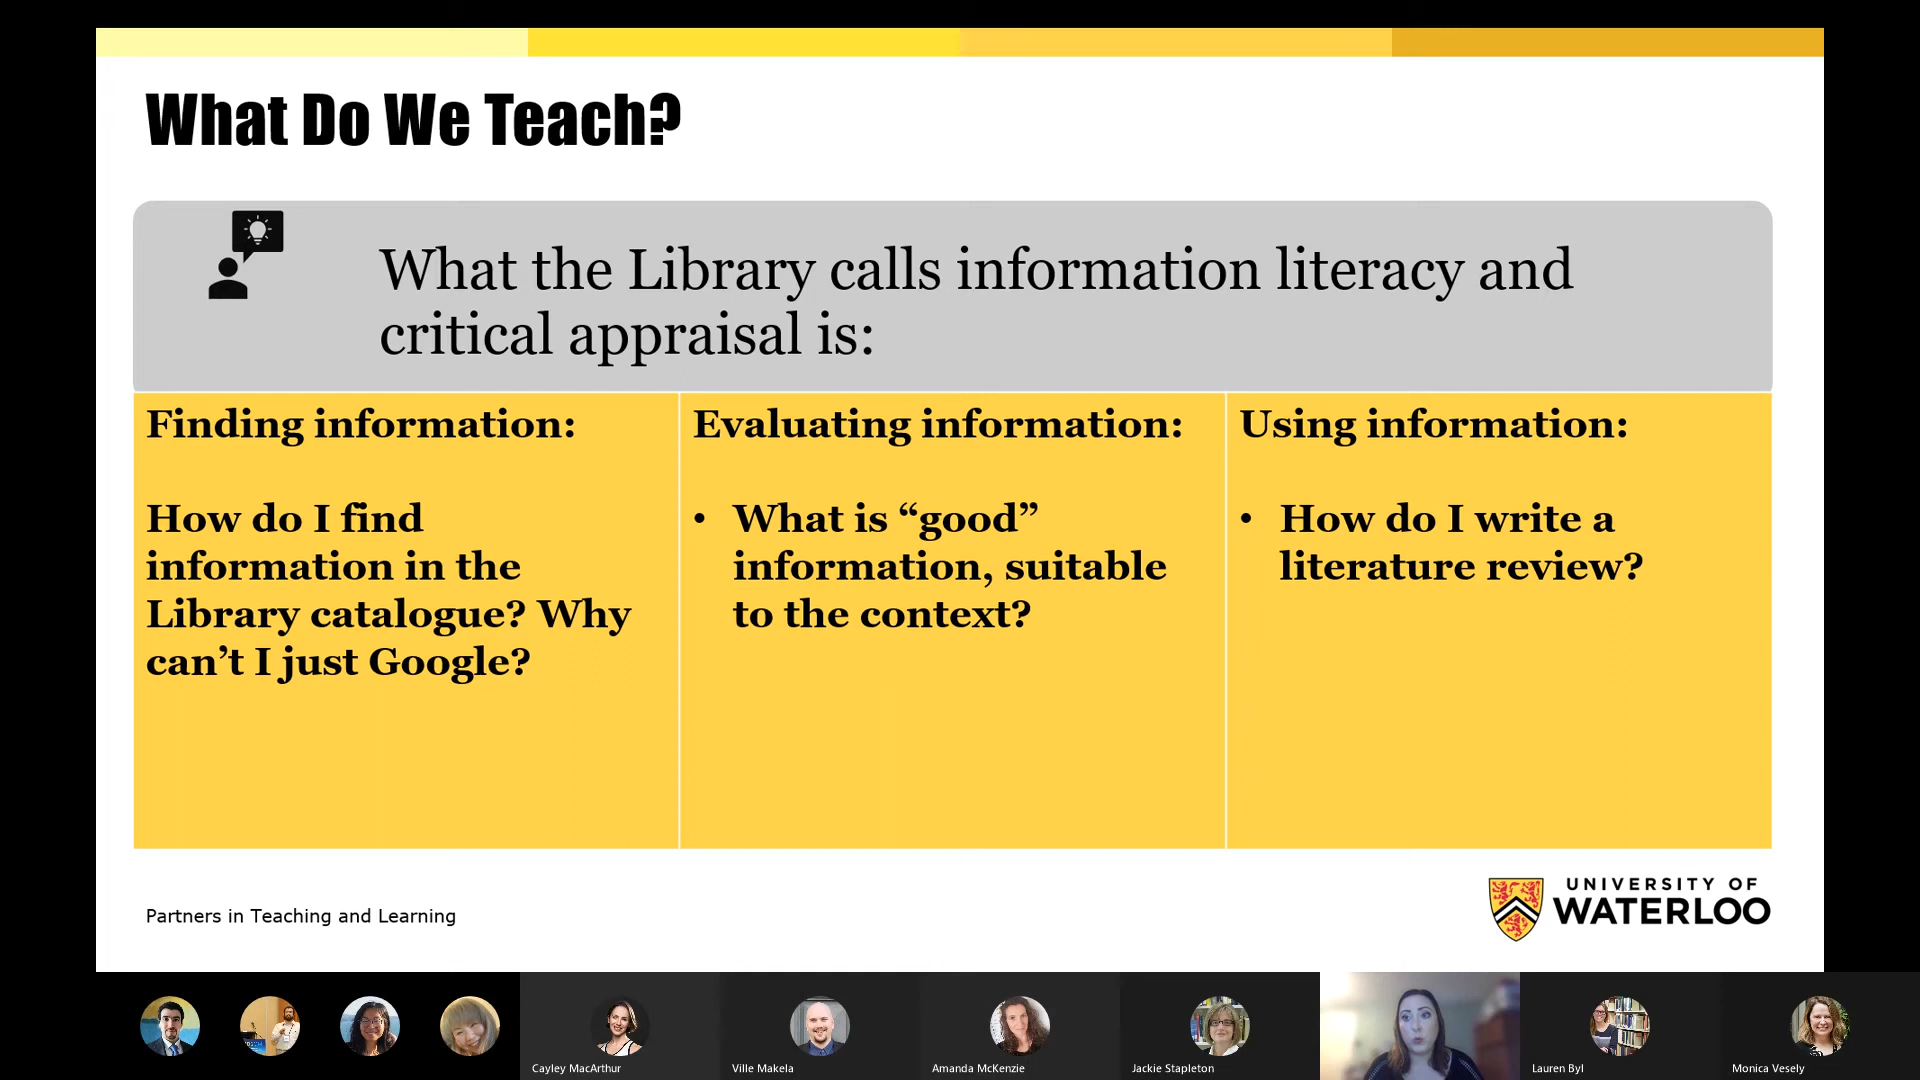 What Do We Teach?
What the Library calls information literacy and
critical appraisal is:
Finding information:
How do I find
information in the
Library catalogue? Why
can’t I just Google?
Evaluating information:
• What is “good”
information, suitable
to the context?
Using information:
• How do I write a
literature review?
Partners in Teaching and Learning
UNIVERSITY OF
WATERLOO
Cayley MacArthur
Ville Makela
Amanda McKenzie
Jackie Stapleton
Lauren Byl
Monica Vesely